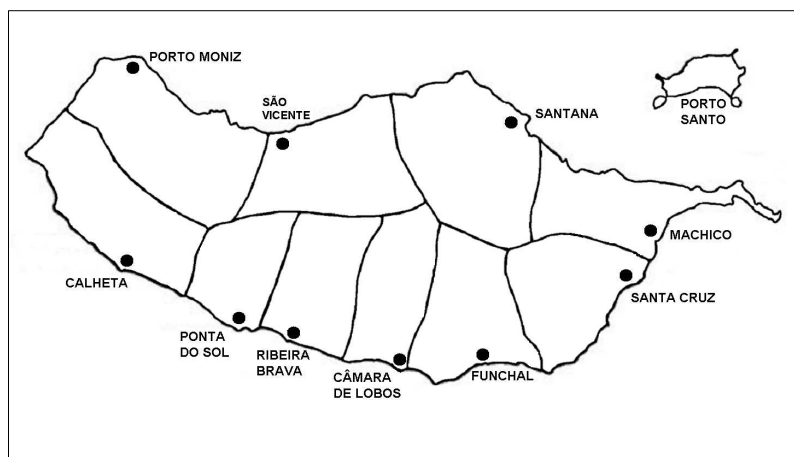 PORTO MONIZ
SÃO
VICENTE
SANTANA
PORTO
SANTO
MACHICO
CALHETA
SANTA CRUZ
PONTA
DO SOL
RIBEIRA
BRAVA
CÂMARA
DE LOBOS
FUNCHAL